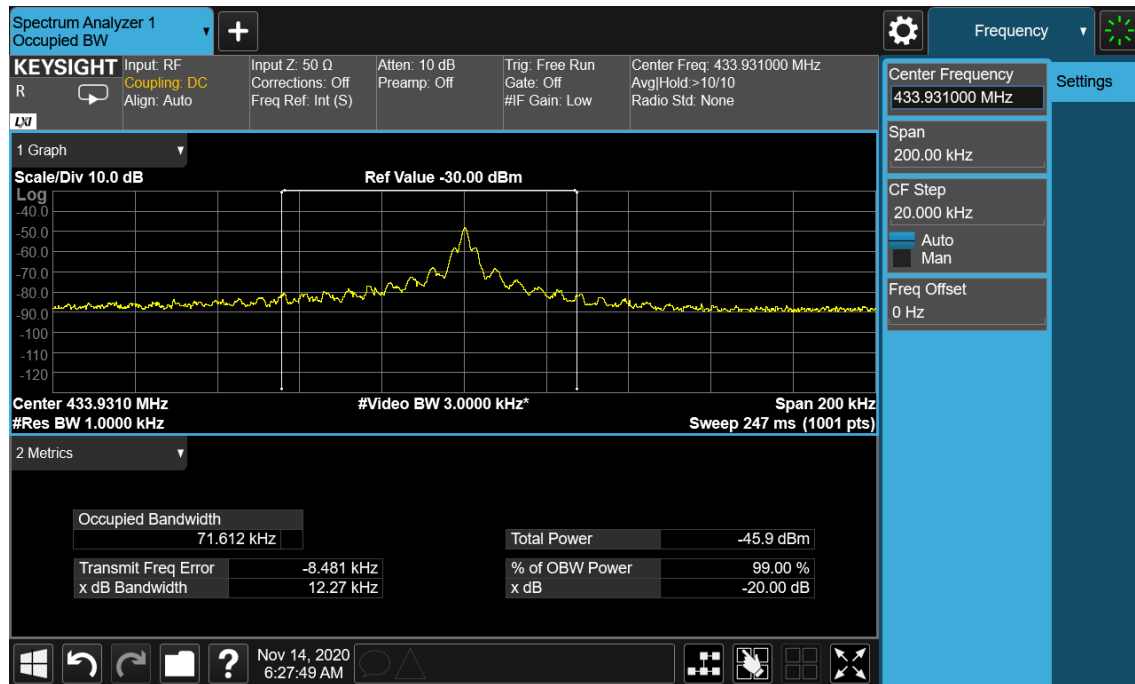 Spectrum Analyzer 1
Occupied BW
+
Frequency
KEYSIGHT
R
LXI
Input: RF
Coupling: DC
Align: Auto
Input Z: 50 Ω
Corrections: Off
Freq Ref: Int (S)
Atten: 10 dB
Preamp: Off
Trig: Free Run
Gate: Off
#IF Gain: Low
Center Freq: 433.931000 MHz
Avg|Hold:>10/10
Radio Std: None
Center Frequency
433.931000 MHz
Settings
Span
200.00 kHz
CF Step
20.000 kHz
Auto
Man
Freq Offset
0 Hz
1 Graph
Scale/Div 10.0 dB
Ref Value -30.00 dBm
Log
-40.0
-50.0
-60.0
-70.0
-80.0
-90.0
-100
-110
-120
Center 433.9310 MHz
#Video BW 3.0000 kHz*
Span 200 kHz
#Res BW 1.0000 kHz
Sweep 247 ms (1001 pts)
2 Metrics
Occupied Bandwidth
71.612 kHz
Total Power -45.9 dBm
Transmit Freq Error -8.481 kHz
% of OBW Power 99.00 %
x dB Bandwidth 12.27 kHz
x dB -20.00 dB
?
Nov 14, 2020
6:27:49 AM